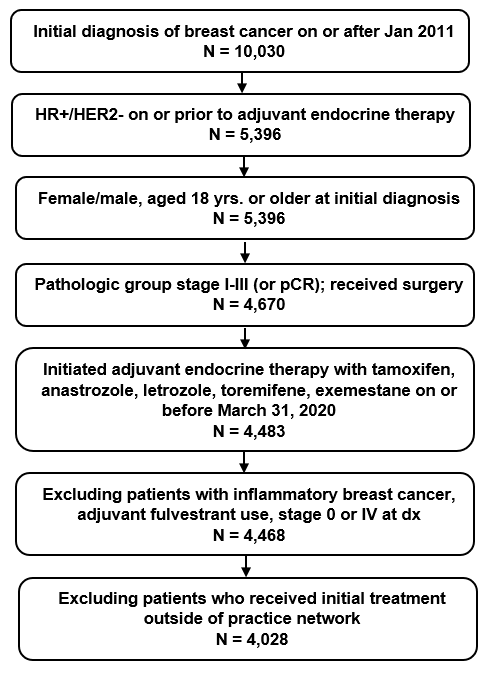 Initial diagnosis of breast cancer on or after Jan 2011
N = 10,030
HR+/HER2- on or prior to adjuvant endocrine therapy
N = 5,396
Female/male, aged 18 yrs. or older at initial diagnosis
N = 5,396
Pathologic group stage I-III (or pCR); received surgery
N = 4,670
Initiated adjuvant endocrine therapy with tamoxifen,
anastrozole, letrozole, toremifene, exemestane on or
before March 31, 2020
N = 4,483
Excluding patients with inflammatory breast cancer,
adjuvant fulvestrant use, stage 0 or IV at dx
N = 4,468
Excluding patients who received initial treatment
outside of practice network
N = 4,028